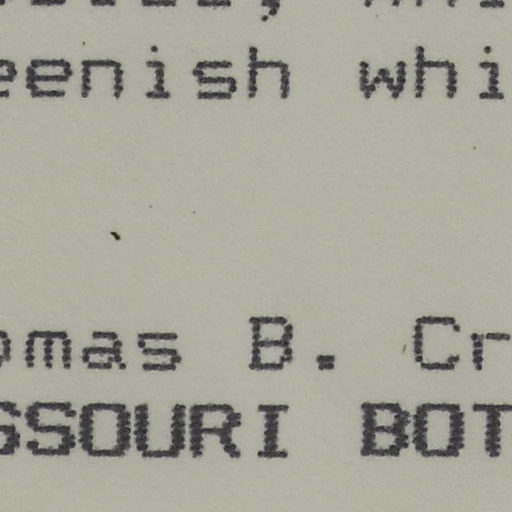 eenish whi
omas B. Cr
SSOURI BOT